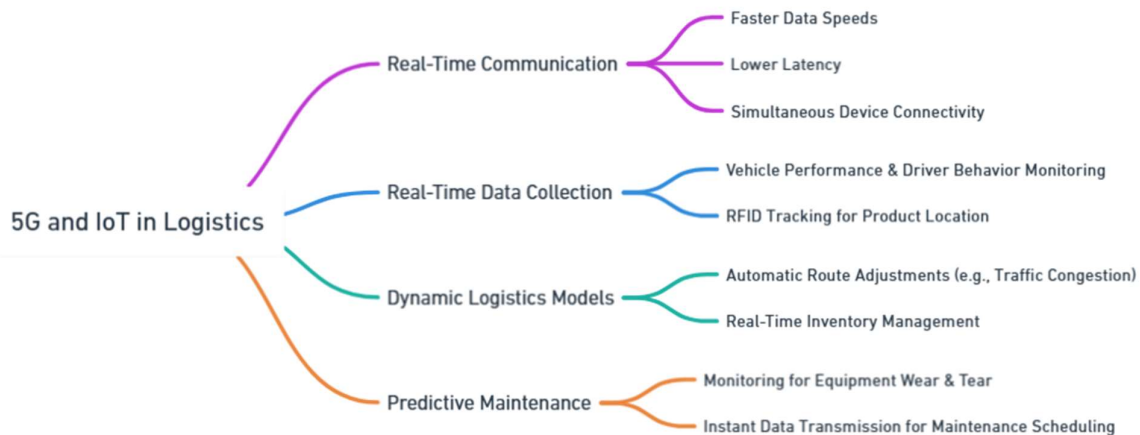 5G and IoT in Logistics
Real-Time Communication
Faster Data Speeds
Lower Latency
Simultaneous Device Connectivity
Real-Time Data Collection
Vehicle Performance & Driver Behavior Monitoring
RFID Tracking for Product Location
Dynamic Logistics Models
Automatic Route Adjustments (e.g., Traffic Congestion)
Real-Time Inventory Management
Predictive Maintenance
Monitoring for Equipment Wear & Tear
Instant Data Transmission for Maintenance Scheduling